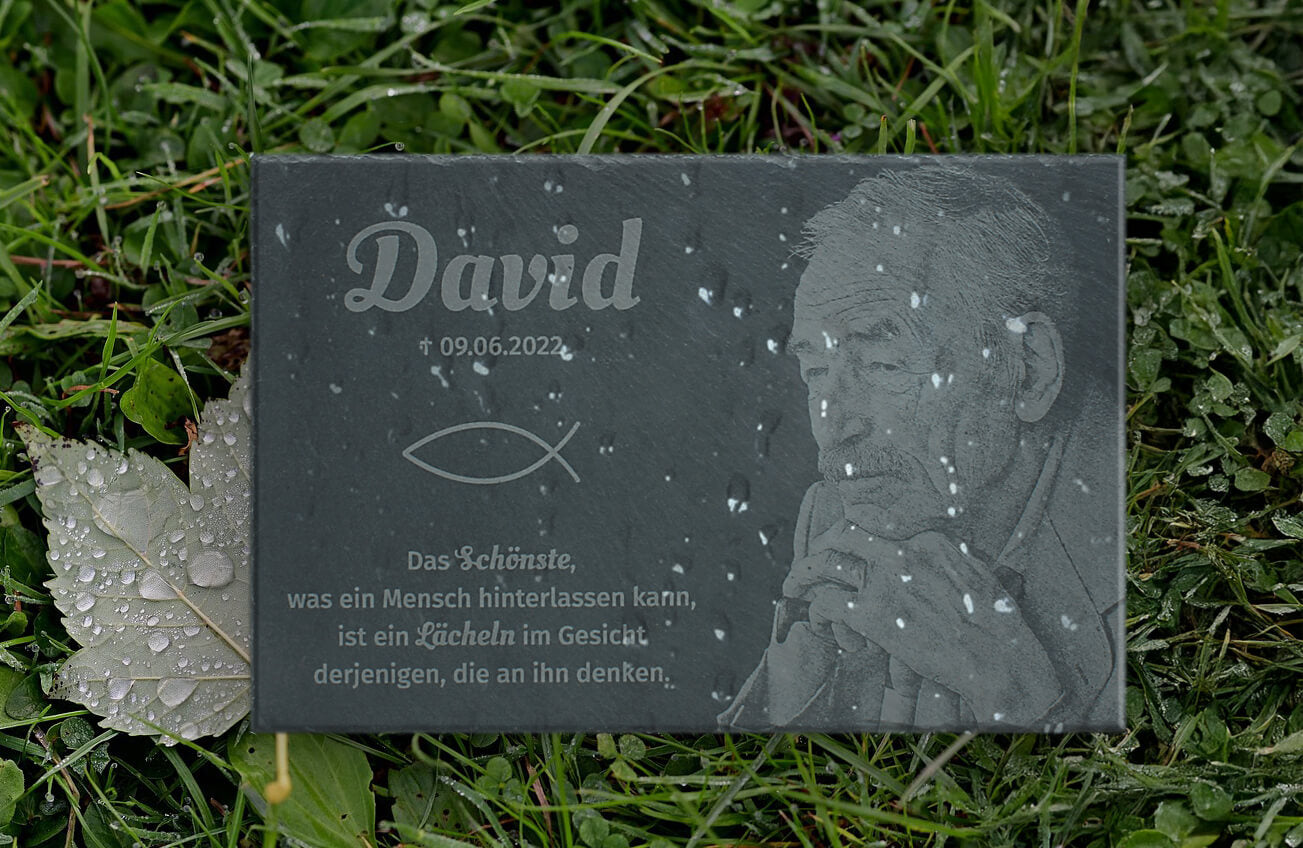 David
✝ 09.06.2022
Das Schönste,
was ein Mensch hinterlassen kann,
ist ein Lächeln im Gesicht
derjenigen, die an ihn denken.